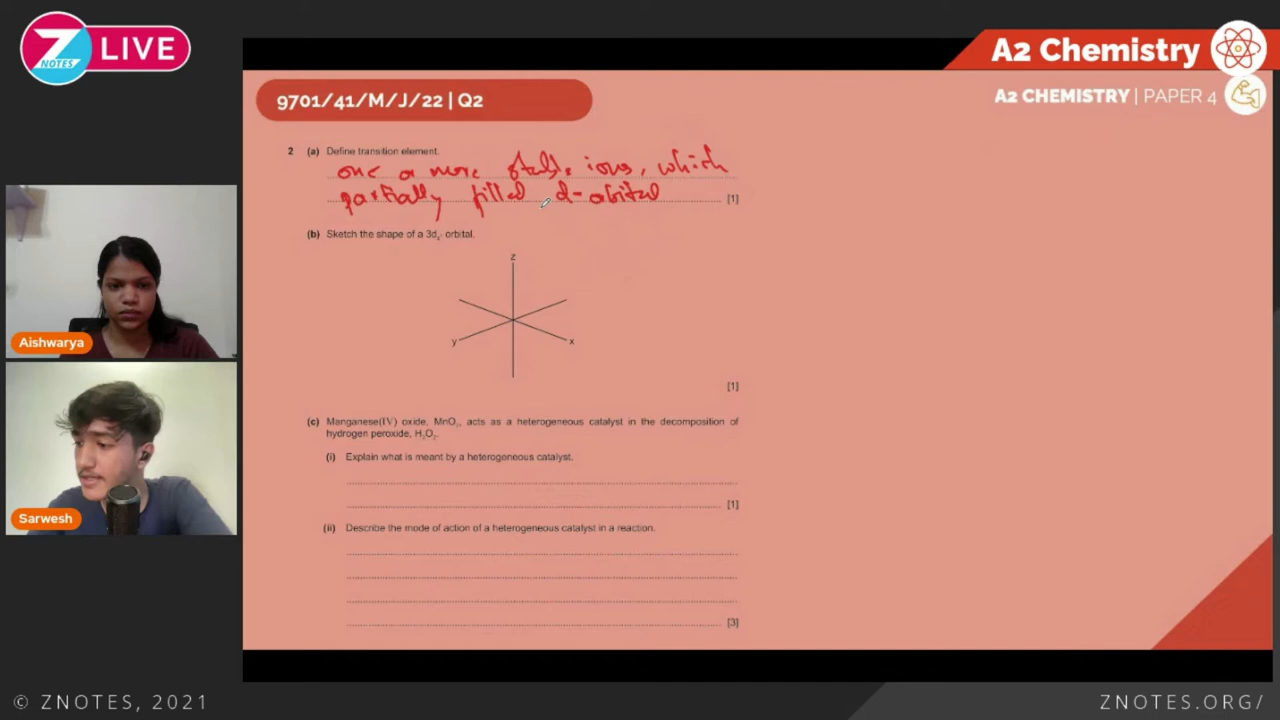 Z
NOTES
LIVE
A2 Chemistry
A2 CHEMISTRY | PAPER 4
9701/41/M/J/22 | Q2
2 (a) Define transition element.
one or more stable ions, which
partially filled d-orbital
[1]
(b) Sketch the shape of a 3d orbital.
z
y
x
[1]
(c) Manganese(IV) oxide, MnO₂, acts as a heterogeneous catalyst in the decomposition of
hydrogen peroxide, H₂O₂.
(i) Explain what is meant by a heterogeneous catalyst.
[1]
(ii) Describe the mode of action of a heterogeneous catalyst in a reaction.
[3]
Aishwarya
Sarwesh
© ZNOTES, 2021
ZNOTES.ORG/